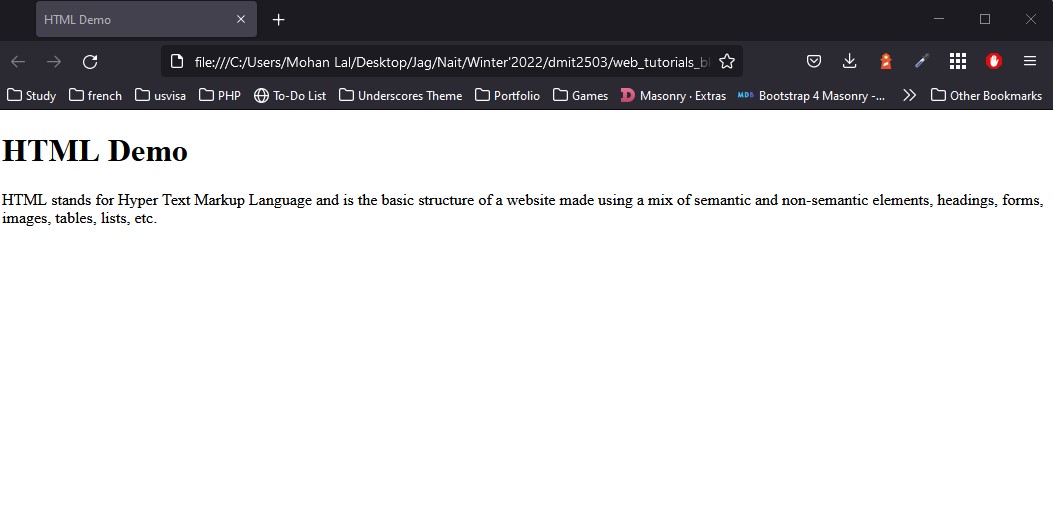 HTML Demo
file:///C:/Users/Mohan Lal/Desktop/Jag/Nait/Winter'2022/dmit2503/web_tutorials_bl
Study french usvisa PHP To-Do List Underscores Theme Portfolio Games Masonry · Extras MDB Bootstrap 4 Masonry -... Other Bookmarks
HTML Demo
HTML stands for Hyper Text Markup Language and is the basic structure of a website made using a mix of semantic and non-semantic elements, headings, forms,
images, tables, lists, etc.